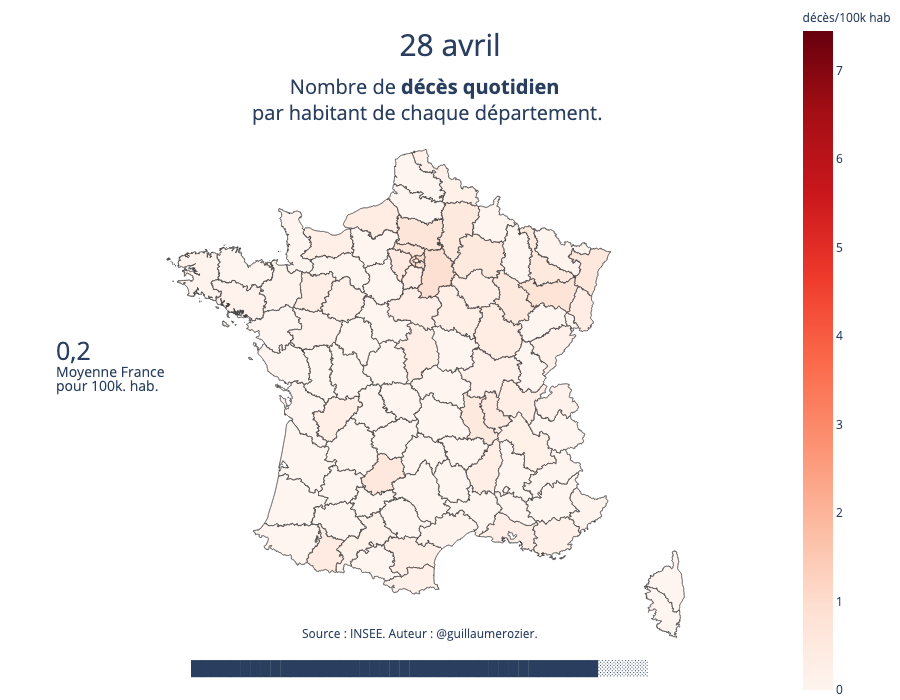 décès/100k hab
28 avril
Nombre de décès quotidien
par habitant de chaque département.
7
6
5
4
3
2
1
0
0,2
Moyenne France
pour 100k. hab.
Source : INSEE. Auteur : @guillaumerozier.